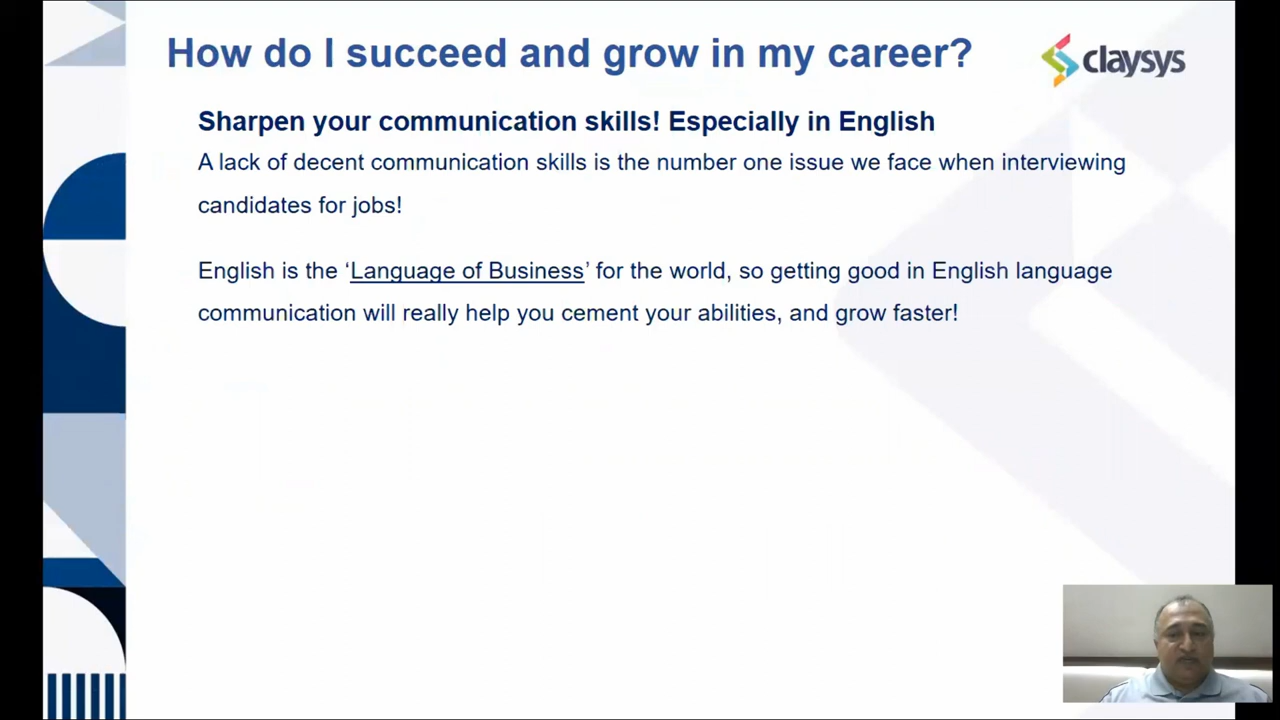 How do I succeed and grow in my career?
claysys
Sharpen your communication skills! Especially in English
A lack of decent communication skills is the number one issue we face when interviewing
candidates for jobs!
English is the ‘Language of Business’ for the world, so getting good in English language
communication will really help you cement your abilities, and grow faster!